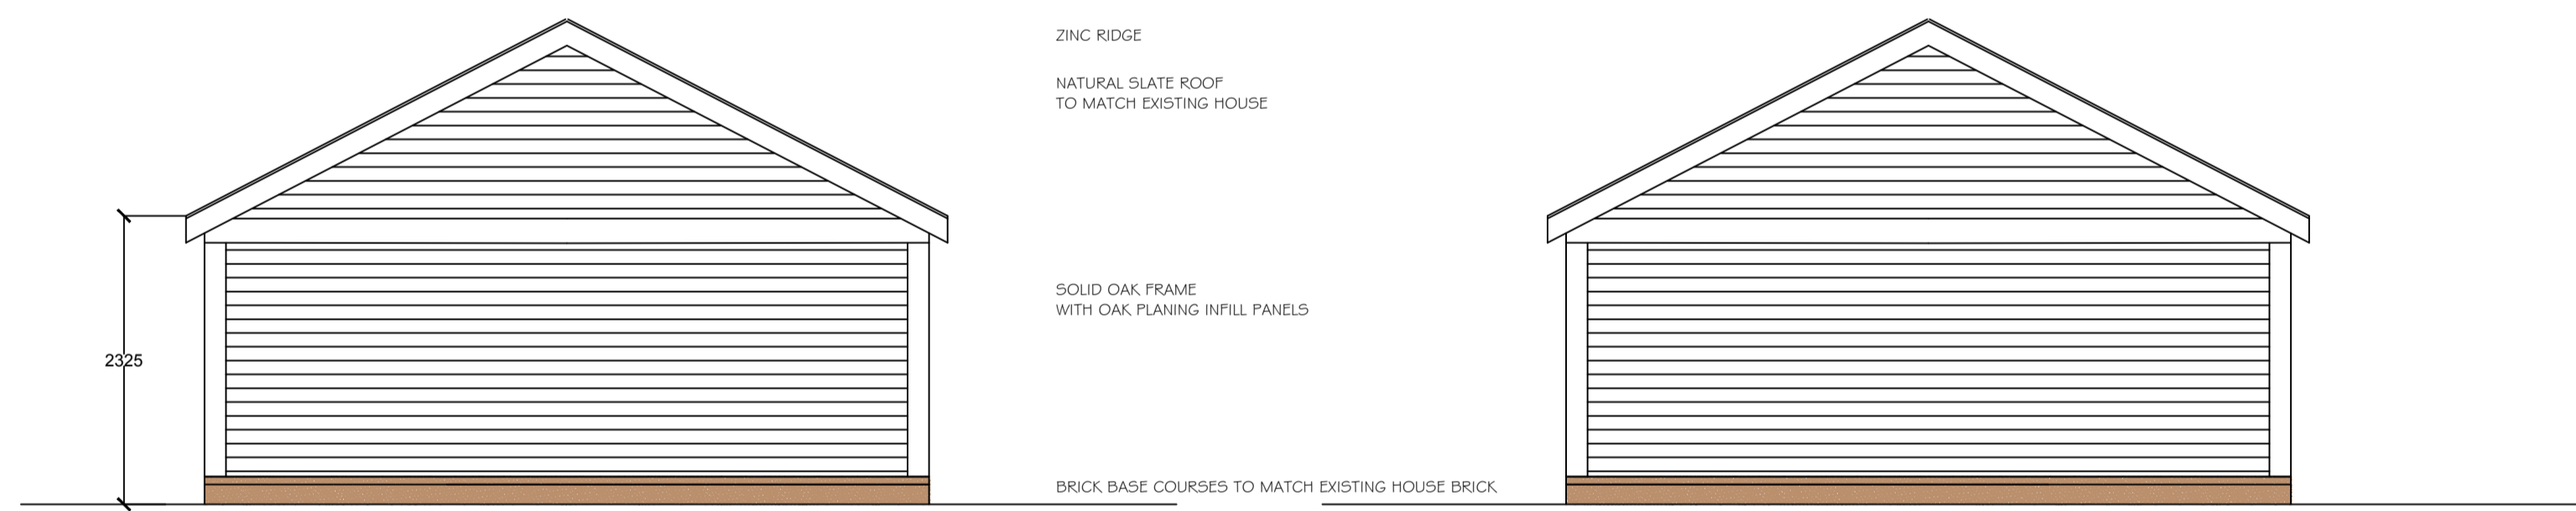 ZINC RIDGE
NATURAL SLATE ROOF
TO MATCH EXISTING HOUSE
SOLID OAK FRAME
WITH OAK PLANING INFILL PANELS
2325
BRICK BASE COURSES TO MATCH EXISTING HOUSE BRICK